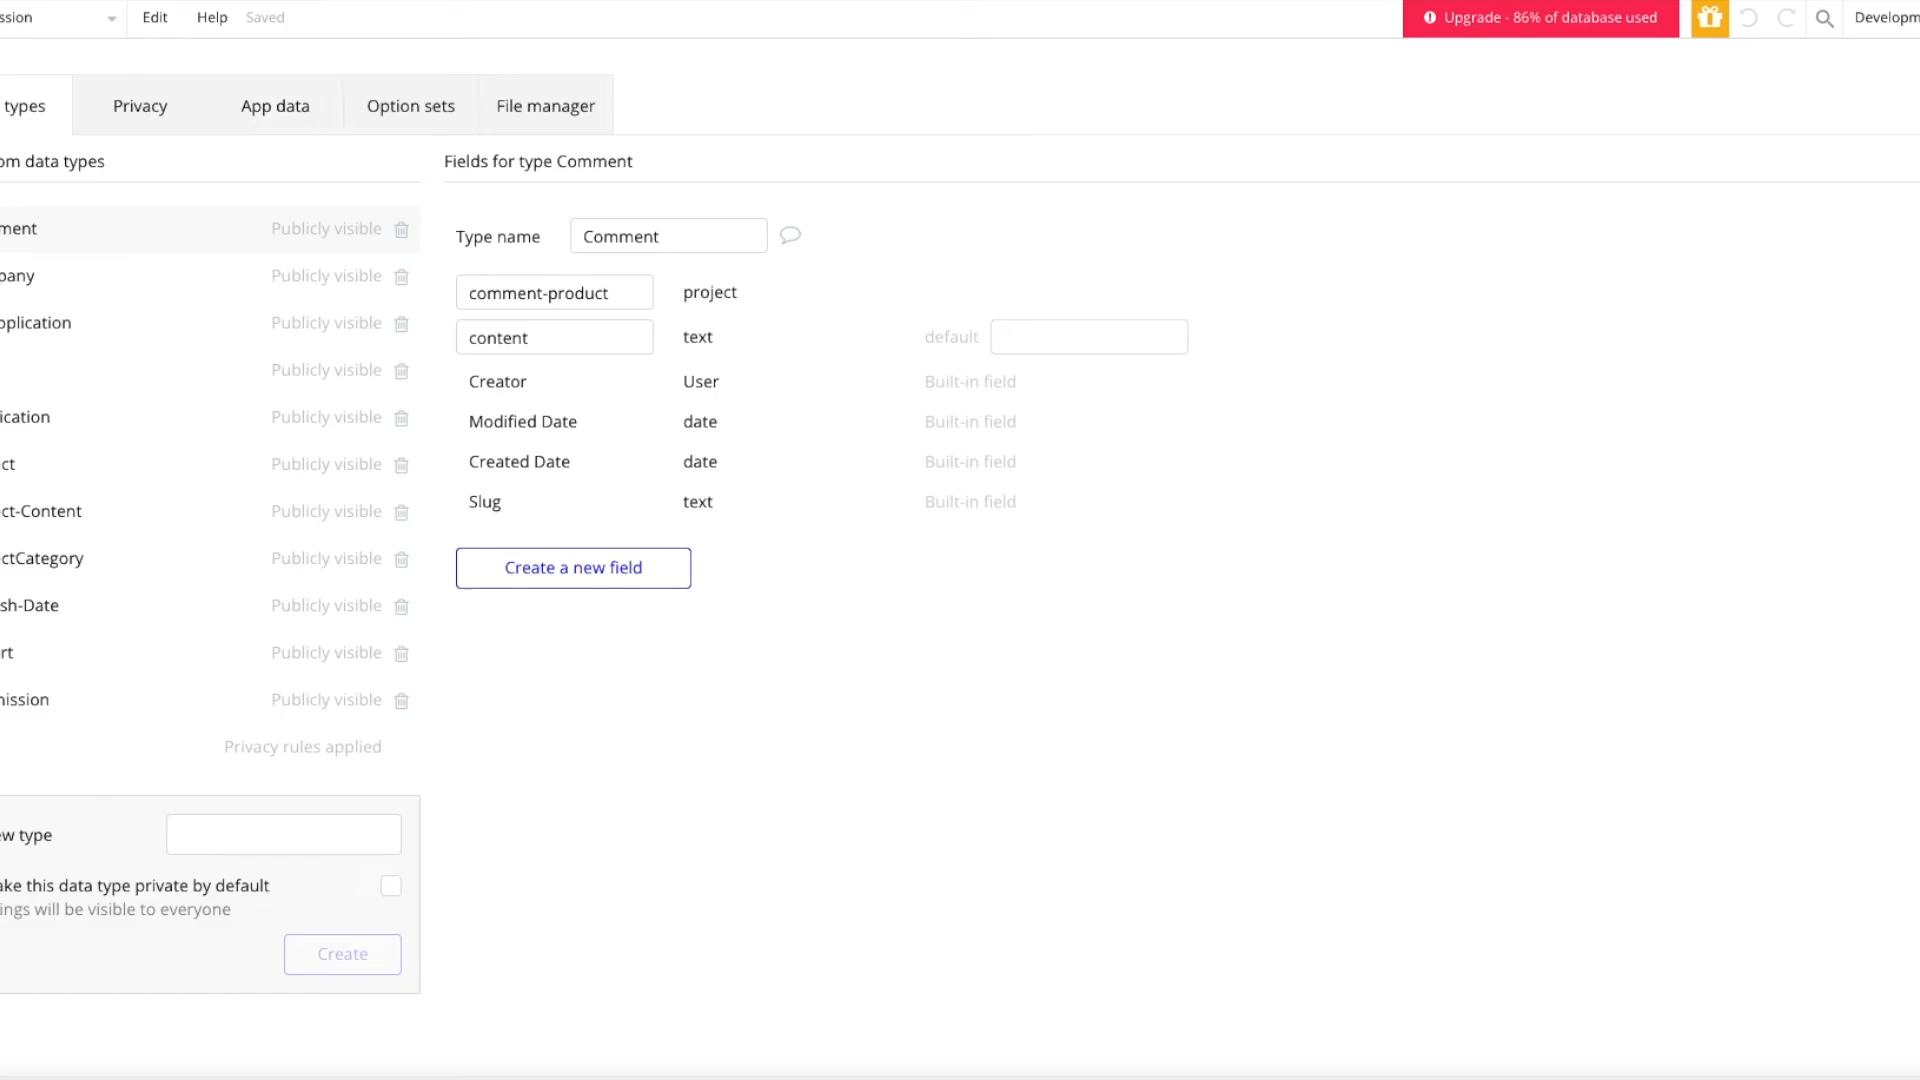 ssion Edit Help Saved Upgrade - 86% of database used Developm
types Privacy App data Option sets File manager
om data types
ment Publicly visible
pany Publicly visible
pplication Publicly visible
Publicly visible
ication Publicly visible
ct Publicly visible
ct-Content Publicly visible
ctCategory Publicly visible
sh-Date Publicly visible
rt Publicly visible
nission Publicly visible
Privacy rules applied
ew type
ake this data type private by default
ings will be visible to everyone
Create
Fields for type Comment
Type name Comment
comment-product project
content text default
Creator User Built-in field
Modified Date date Built-in field
Created Date date Built-in field
Slug text Built-in field
Create a new field